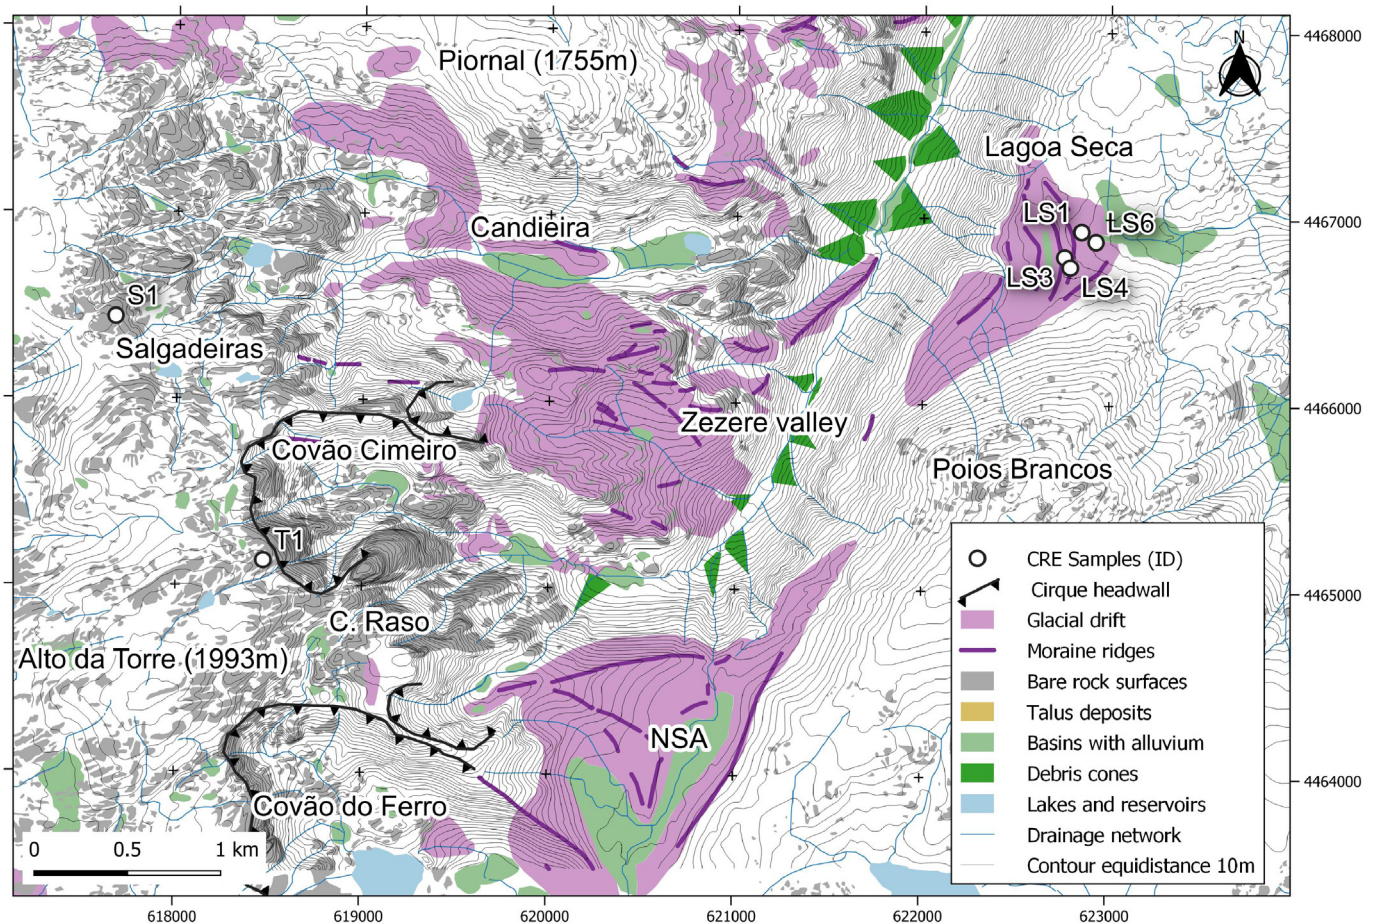 Piornal (1755m)
N
4468000
Lagoa Seca
LS1
LS6
4467000
Candieira
LS3
LS4
S1
Salgadeiras
Zezere valley
4466000
Covão Cimeiro
Poios Brancos
T1
CRE Samples (ID)
Cirque headwall
4465000
C. Raso
Glacial drift
Alto da Torre (1993m)
Moraine ridges
Bare rock surfaces
Talus deposits
NSA
Basins with alluvium
Debris cones
4464000
Covão do Ferro
Lakes and reservoirs
Drainage network
0 0.5 1 km
Contour equidistance 10m
618000 619000 620000 621000 622000 623000